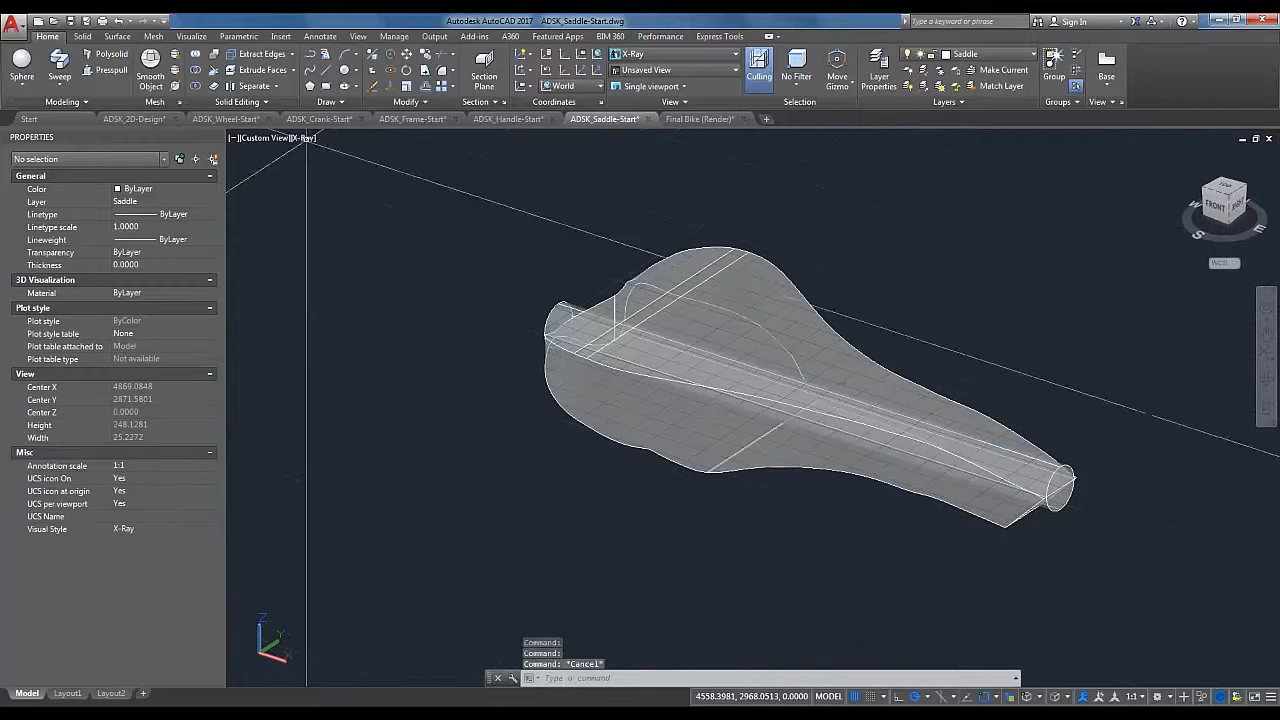 Autodesk AutoCAD 2017 ADSK_Saddle-Start.dwg
Type a keyword or phrase
Sign In
Home Solid Surface Mesh Visualize Parametric Insert Annotate View Manage Output Add-ins A360 Featured Apps BIM 360 Performance Express Tools
Polysolid Extract Edges X-Ray Saddle
Presspull Extrude Faces Unsaved View Make Current
Separate World Single viewport Match Layer
Sphere
Sweep
Smooth Object
Section Plane
Culling
No Filter
Move Gizmo
Layer Properties
Group
Base
Modeling Mesh Solid Editing Draw Modify Section Coordinates View Selection Layers Groups View
Start ADSK_2D-Design* ADSK_Wheel-Start* ADSK_Crank-Start* ADSK_Frame-Start* ADSK_Handle-Start* ADSK_Saddle-Start* Final Bike (Render)*
PROPERTIES
[−][Custom View][X-Ray]
No selection
General
Color ByLayer
Layer Saddle
Linetype ByLayer
Linetype scale 1.0000
Lineweight ByLayer
Transparency ByLayer
Thickness 0.0000
3D Visualization
Material ByLayer
Plot style
Plot style ByColor
Plot style table None
Plot table attached to Model
Plot table type Not available
View
Center X 4869.0848
Center Y 2871.5801
Center Z 0.0000
Height 248.1281
Width 25.2272
Misc
Annotation scale 1:1
UCS icon On Yes
UCS icon at origin Yes
UCS per viewport Yes
UCS Name
Visual Style X-Ray
TOP
FRONT RIGHT
W S E
WCS
Z
Y
X
Command:
Command:
Command: *Cancel*
Type a command
Model Layout1 Layout2
4558.3981, 2968.0513, 0.0000 MODEL 1:1